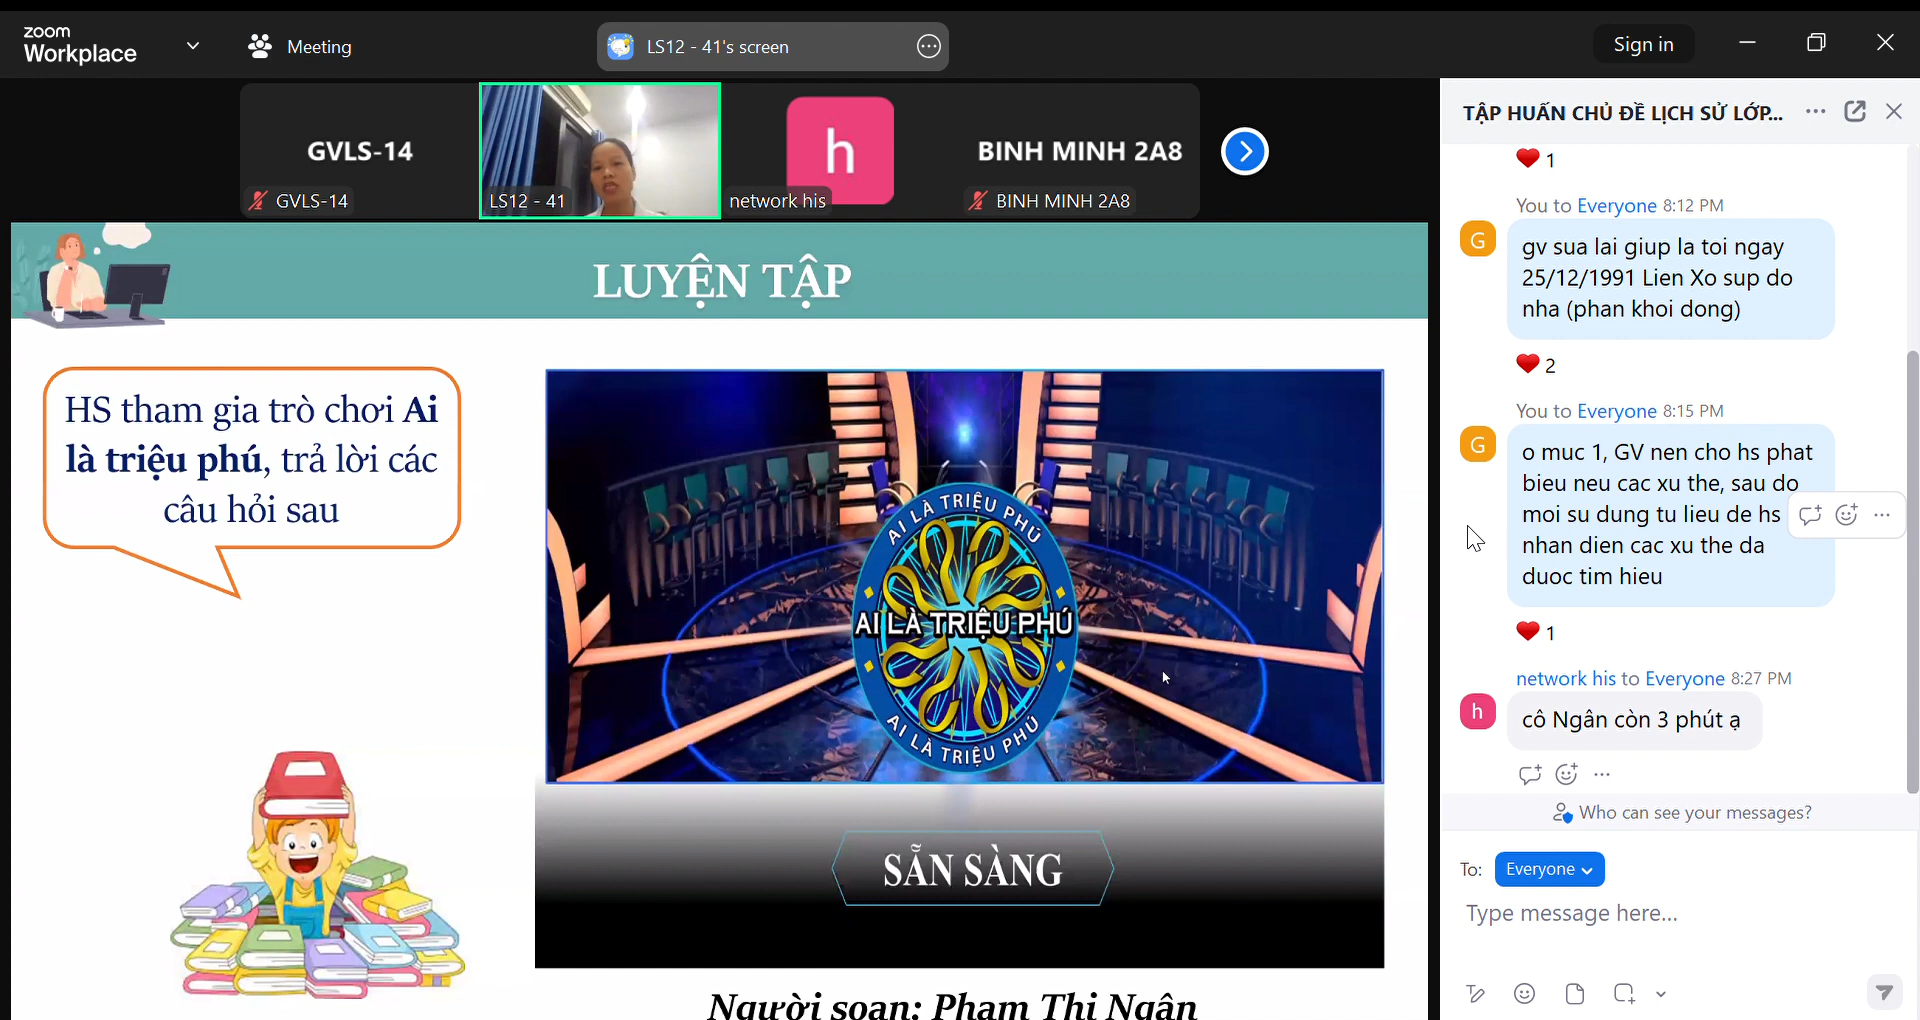 zoom
Workplace
Meeting
LS12 - 41's screen
Sign in
GVLS-14
GVLS-14
LS12 - 41
h
network his
BINH MINH 2A8
BINH MINH 2A8
LUYỆN TẬP
HS tham gia trò chơi Ai
là triệu phú, trả lời các
câu hỏi sau
AI LÀ TRIỆU PHÚ
AI LÀ TRIỆU PHÚ
AI LÀ TRIỆU PHÚ
SẴN SÀNG
Người soạn: Phạm Thị Ngân
TẬP HUẤN CHỦ ĐỀ LỊCH SỬ LỚP...
1
You to Everyone 8:12 PM
G
gv sua lai giup la toi ngay
25/12/1991 Lien Xo sup do
nha (phan khoi dong)
2
You to Everyone 8:15 PM
G
o muc 1, GV nen cho hs phat
bieu neu cac xu the, sau do
moi su dung tu lieu de hs
nhan dien cac xu the da
duoc tim hieu
1
network his to Everyone 8:27 PM
h
cô Ngân còn 3 phút ạ
Who can see your messages?
To: Everyone
Type message here...